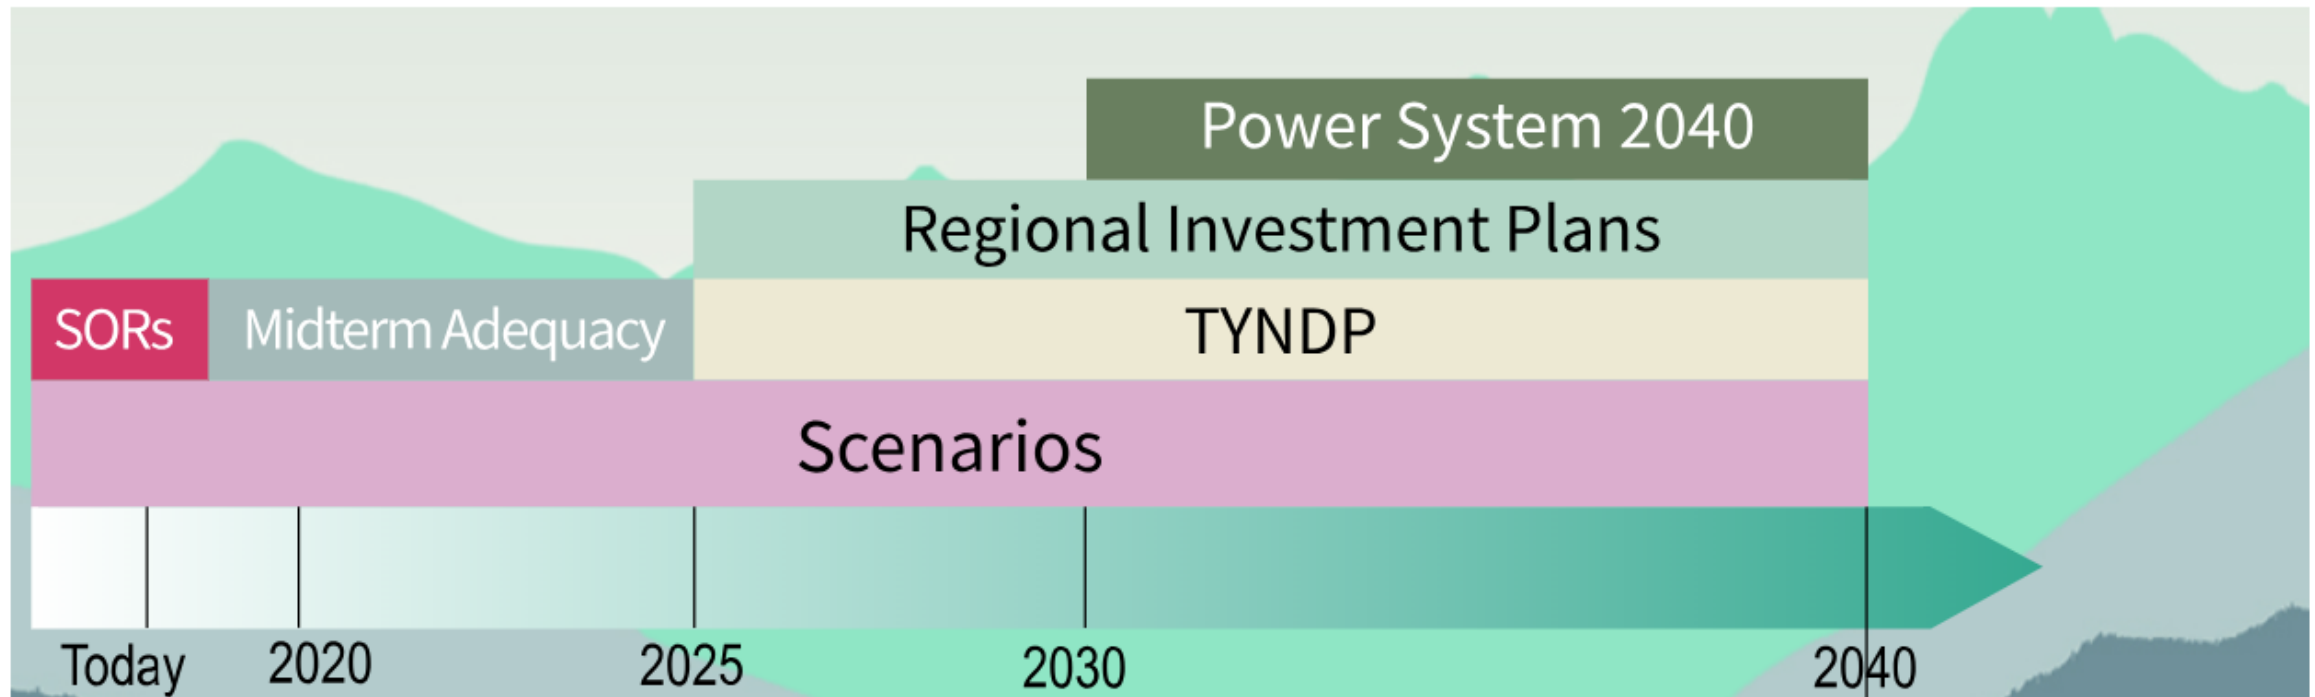 Power System 2040
Regional Investment Plans
SORs Midterm Adequacy TYNDP
Scenarios
Today 2020 2025 2030 2040